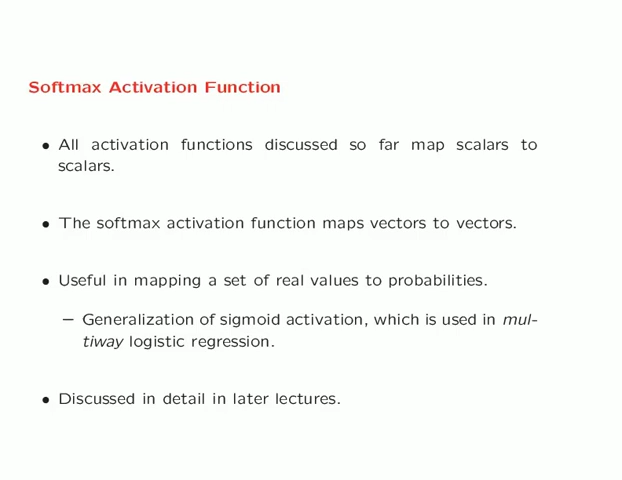 Softmax Activation Function
• All activation functions discussed so far map scalars to
scalars.
• The softmax activation function maps vectors to vectors.
• Useful in mapping a set of real values to probabilities.
– Generalization of sigmoid activation, which is used in mul-
tiway logistic regression.
• Discussed in detail in later lectures.